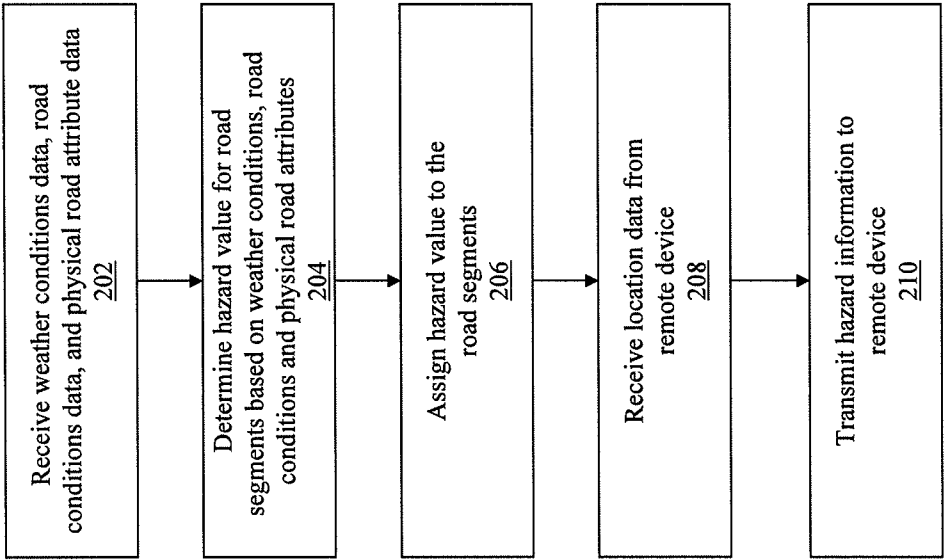 Receive weather conditions data, road
conditions data, and physical road attribute data
202
Determine hazard value for road
segments based on weather conditions, road
conditions and physical road attributes
204
Assign hazard value to the
road segments
206
Receive location data from
remote device
208
Transmit hazard information to
remote device
210